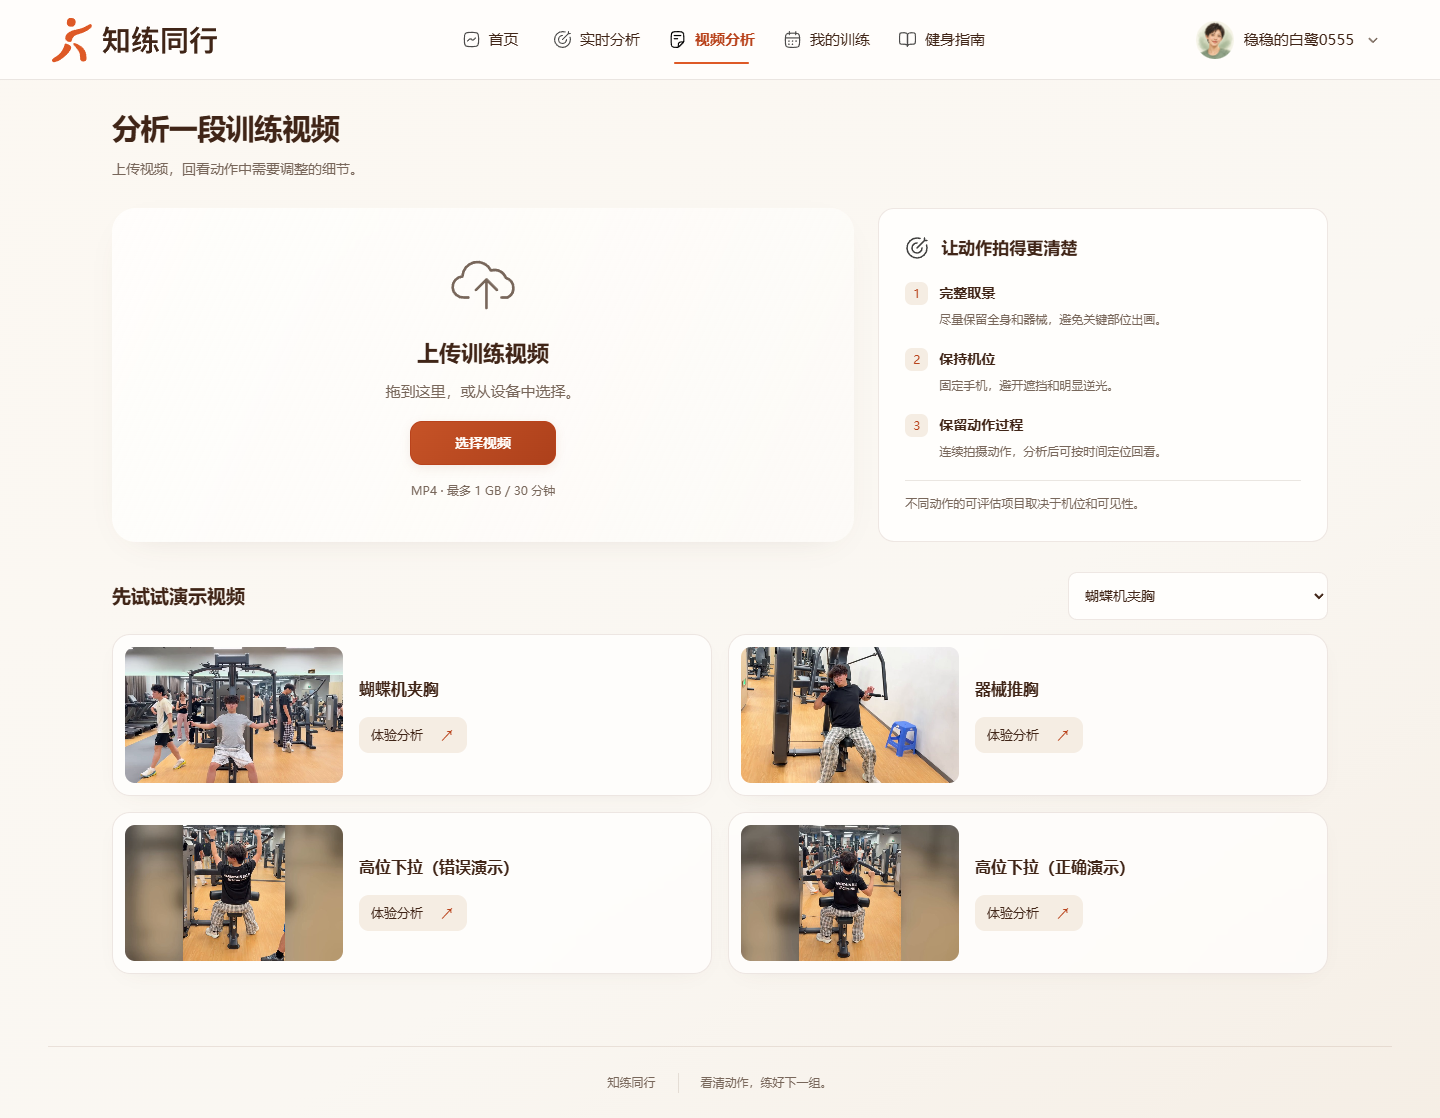 知练同行
首页
实时分析
视频分析
我的训练
健身指南
稳稳的白鹭0555
分析一段训练视频
上传视频，回看动作中需要调整的细节。
上传训练视频
拖到这里，或从设备中选择。
选择视频
MP4 · 最多 1 GB / 30 分钟
让动作拍得更清楚
1 完整取景
尽量保留全身和器械，避免关键部位出画。
2 保持机位
固定手机，避开遮挡和明显逆光。
3 保留动作过程
连续拍摄动作，分析后可按时间定位回看。
不同动作的可评估项目取决于机位和可见性。
先试试演示视频
蝴蝶机夹胸
蝴蝶机夹胸
体验分析 ↗
器械推胸
体验分析 ↗
高位下拉（错误演示）
体验分析 ↗
高位下拉（正确演示）
体验分析 ↗
知练同行
看清动作，练好下一组。